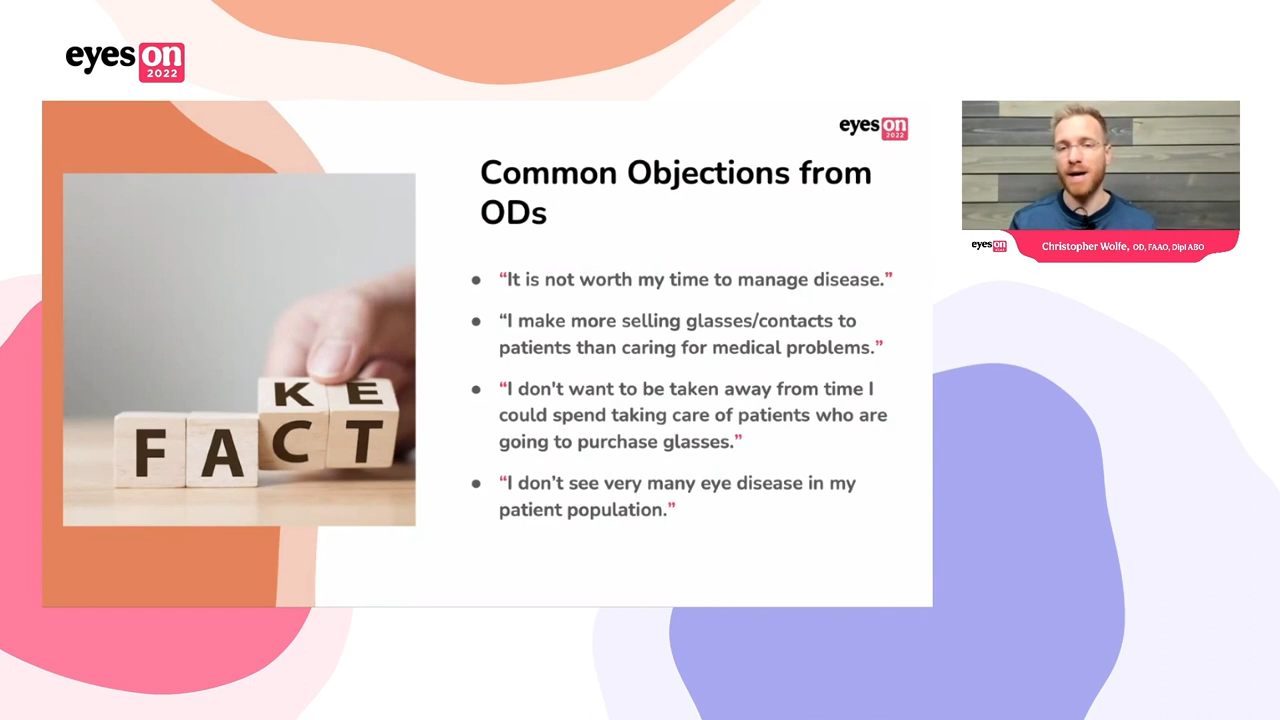 eyes on
2022
eyes on
2022
Common Objections from
ODs
● “It is not worth my time to manage disease.”
● “I make more selling glasses/contacts to
patients than caring for medical problems.”
● “I don't want to be taken away from time I
could spend taking care of patients who are
going to purchase glasses.”
● “I don’t see very many eye disease in my
patient population.”
K E
F A C T
eyes on
Christopher Wolfe, OD, FAAO, Dipl ABO